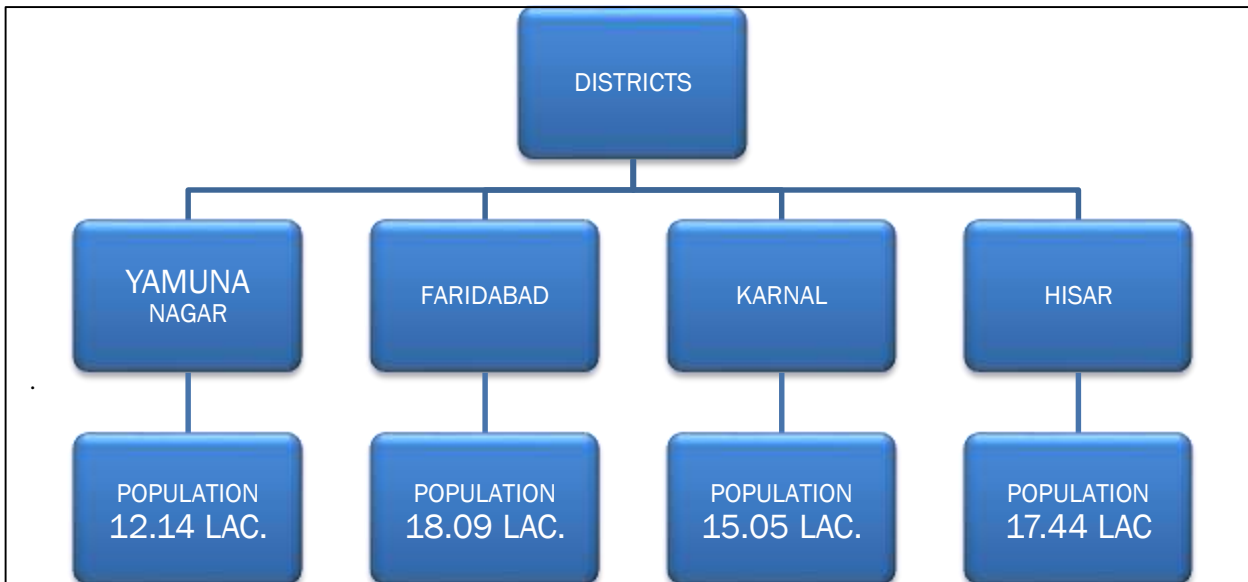 DISTRICTS
YAMUNA
NAGAR
FARIDABAD
KARNAL
HISAR
.
POPULATION
12.14 LAC.
POPULATION
18.09 LAC.
POPULATION
15.05 LAC.
POPULATION
17.44 LAC